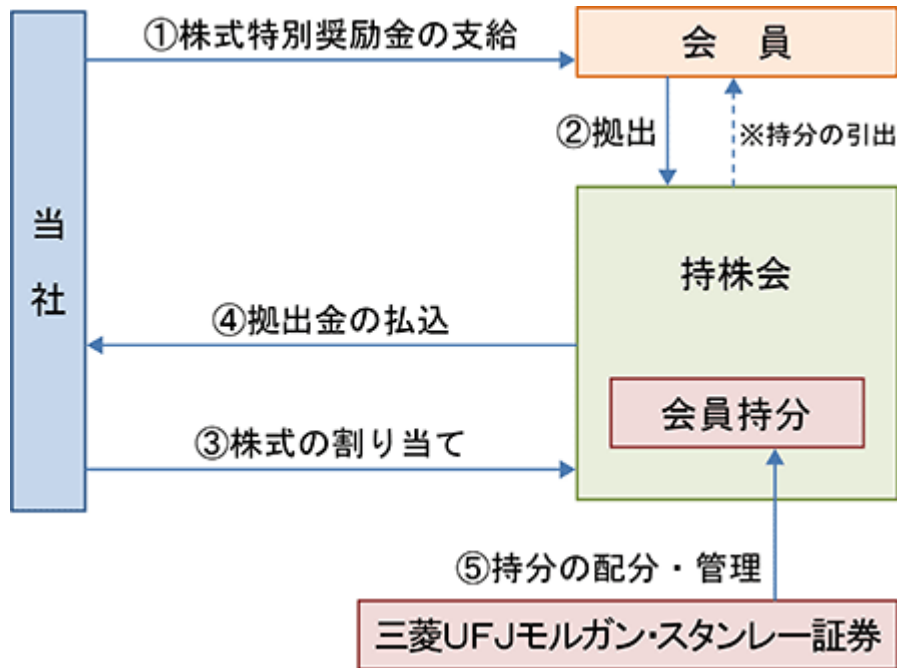 ①株式特別奨励金の支給
会 員
②拠出
※持分の引出
当社
持株会
④拠出金の払込
会員持分
③株式の割り当て
⑤持分の配分・管理
三菱UFJモルガン・スタンレー証券